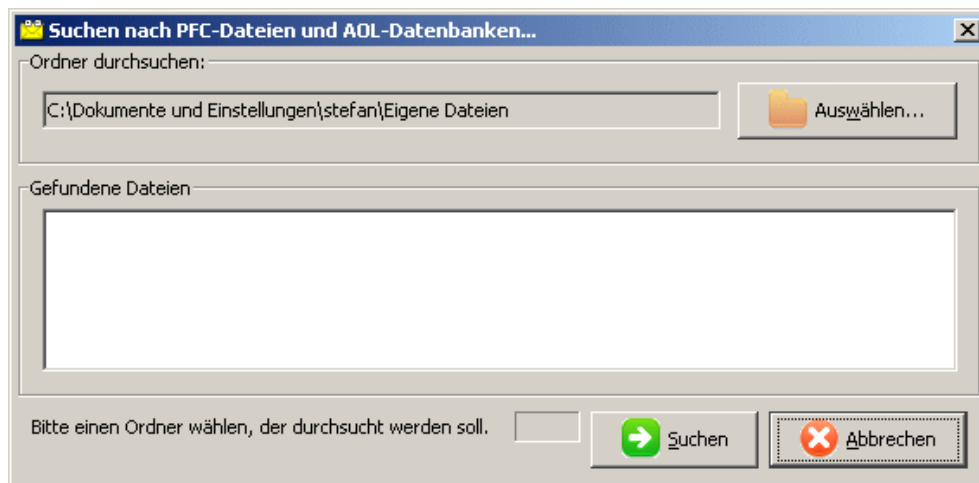 Suchen nach PFC-Dateien und AOL-Datenbanken...
Ordner durchsuchen:
C:\Dokumente und Einstellungen\stefan\Eigene Dateien
Auswählen...
Gefundene Dateien
Bitte einen Ordner wählen, der durchsucht werden soll.
Suchen
Abbrechen